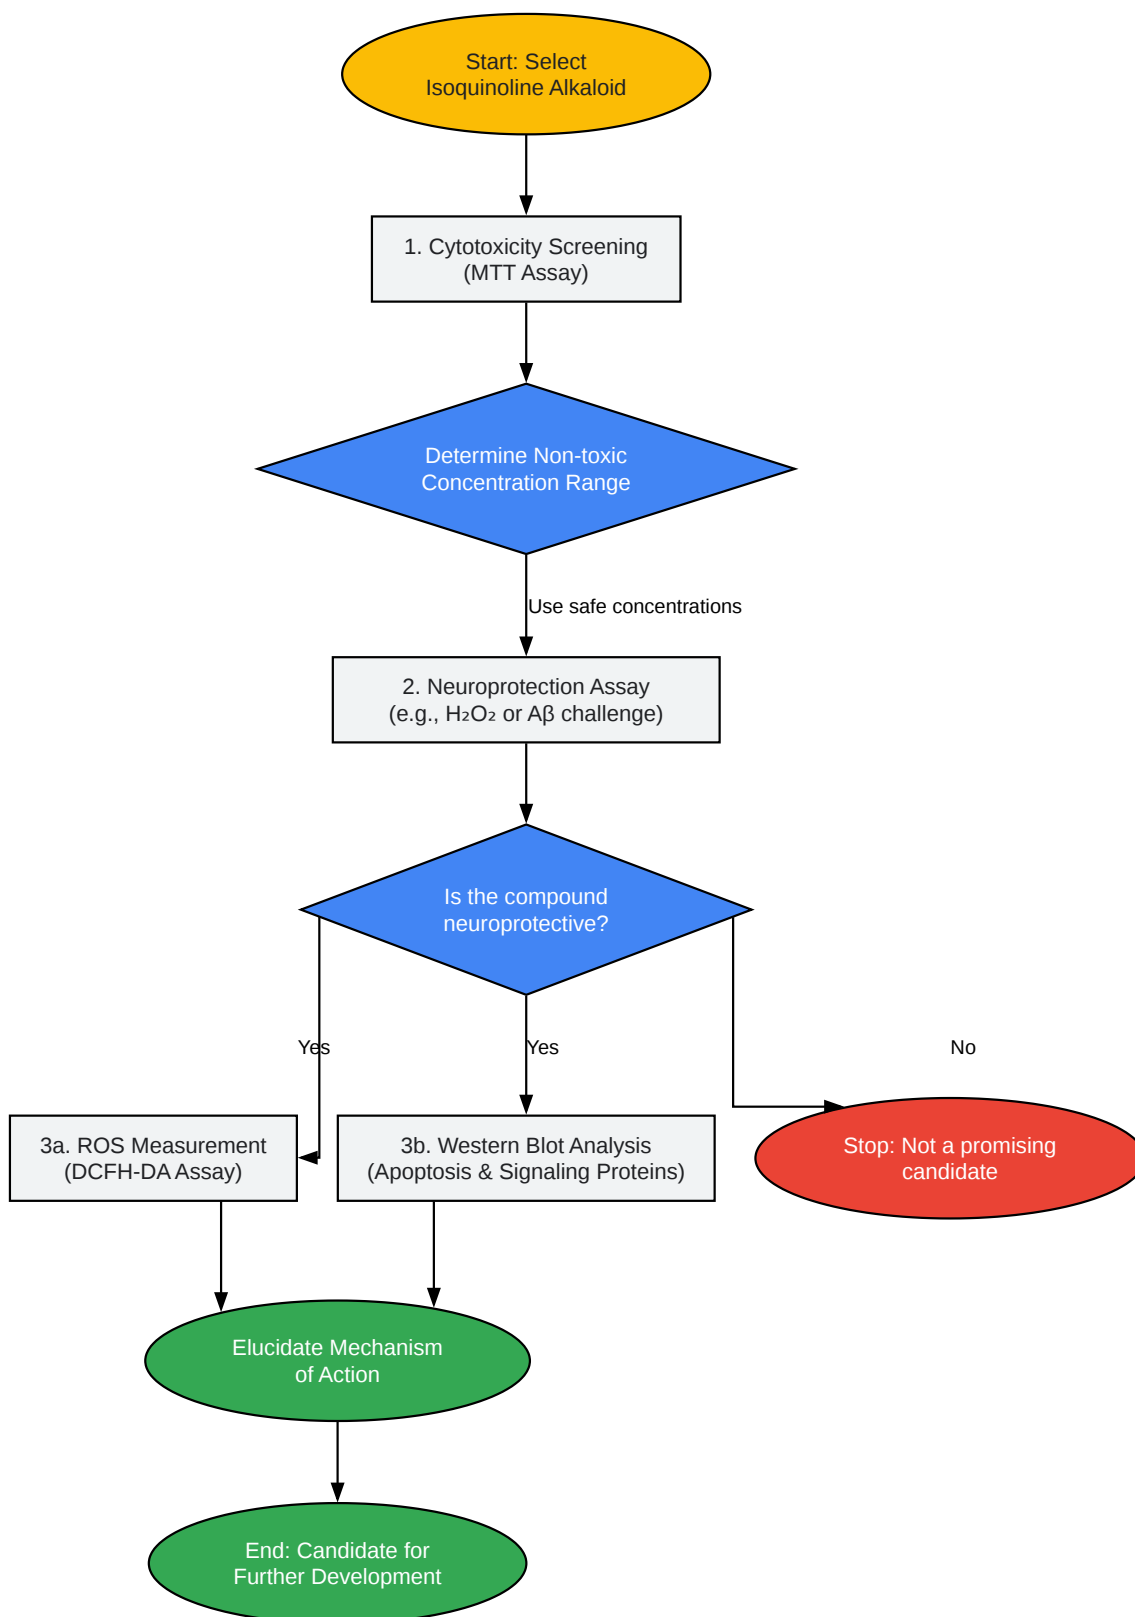 Start: Select
Isoquinoline Alkaloid
1. Cytotoxicity Screening
(MTT Assay)
Determine Non-toxic
Concentration Range
Use safe concentrations
2. Neuroprotection Assay
(e.g., H₂O₂ or Aβ challenge)
Is the compound
neuroprotective?
Yes
Yes
No
3a. ROS Measurement
(DCFH-DA Assay)
3b. Western Blot Analysis
(Apoptosis & Signaling Proteins)
Stop: Not a promising
candidate
Elucidate Mechanism
of Action
End: Candidate for
Further Development